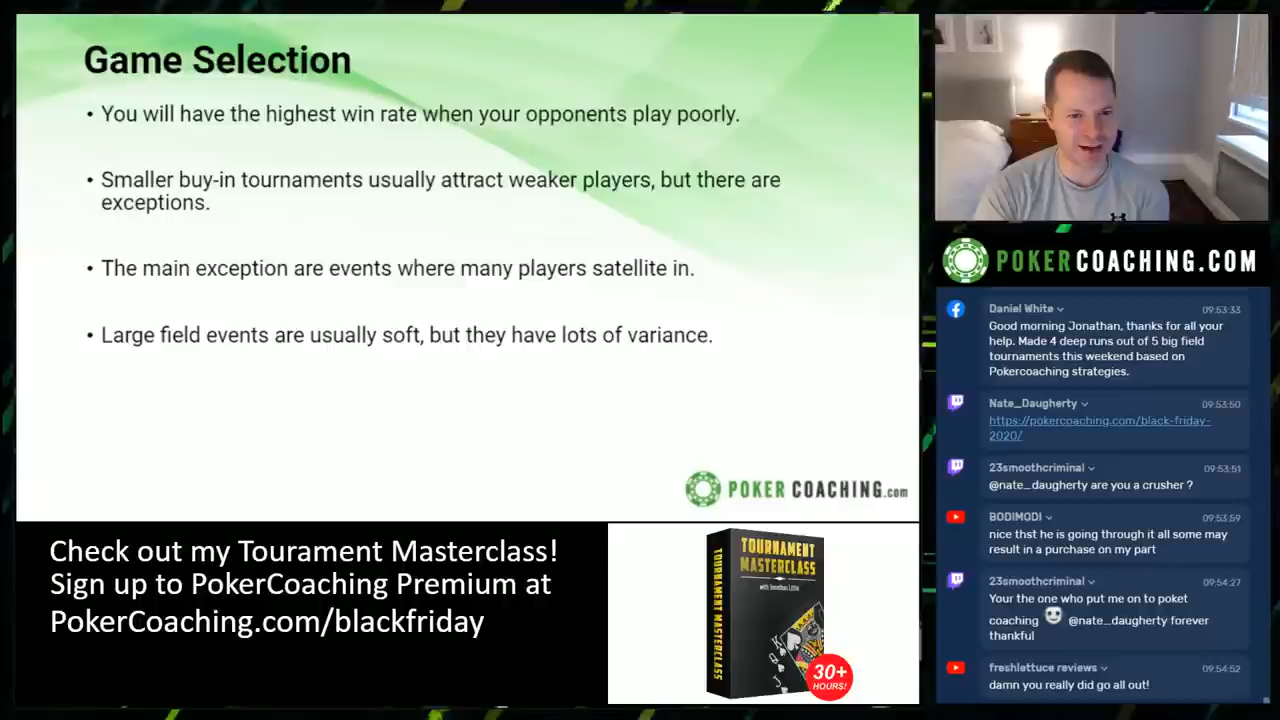 Game Selection
• You will have the highest win rate when your opponents play poorly.
• Smaller buy-in tournaments usually attract weaker players, but there are
exceptions.
• The main exception are events where many players satellite in.
• Large field events are usually soft, but they have lots of variance.
POKER COACHING.com
Check out my Tourament Masterclass!
Sign up to PokerCoaching Premium at
PokerCoaching.com/blackfriday
TOURNAMENT MASTERCLASS
TOURNAMENT
MASTERCLASS
with Jonathan Little
30+
HOURS!
POKERCOACHING.COM
Daniel White 09:53:33
Good morning Jonathan, thanks for all your
help. Made 4 deep runs out of 5 big field
tournaments this weekend based on
Pokercoaching strategies.
Nate_Daugherty 09:53:50
https://pokercoaching.com/black-friday-
2020/
23smoothcriminal 09:53:51
@nate_daugherty are you a crusher ?
BODIMODI 09:53:59
nice thst he is going through it all some may
result in a purchase on my part
23smoothcriminal 09:54:27
Your the one who put me on to poket
coaching @nate_daugherty forever
thankful
freshlettuce reviews 09:54:52
damn you really did go all out!